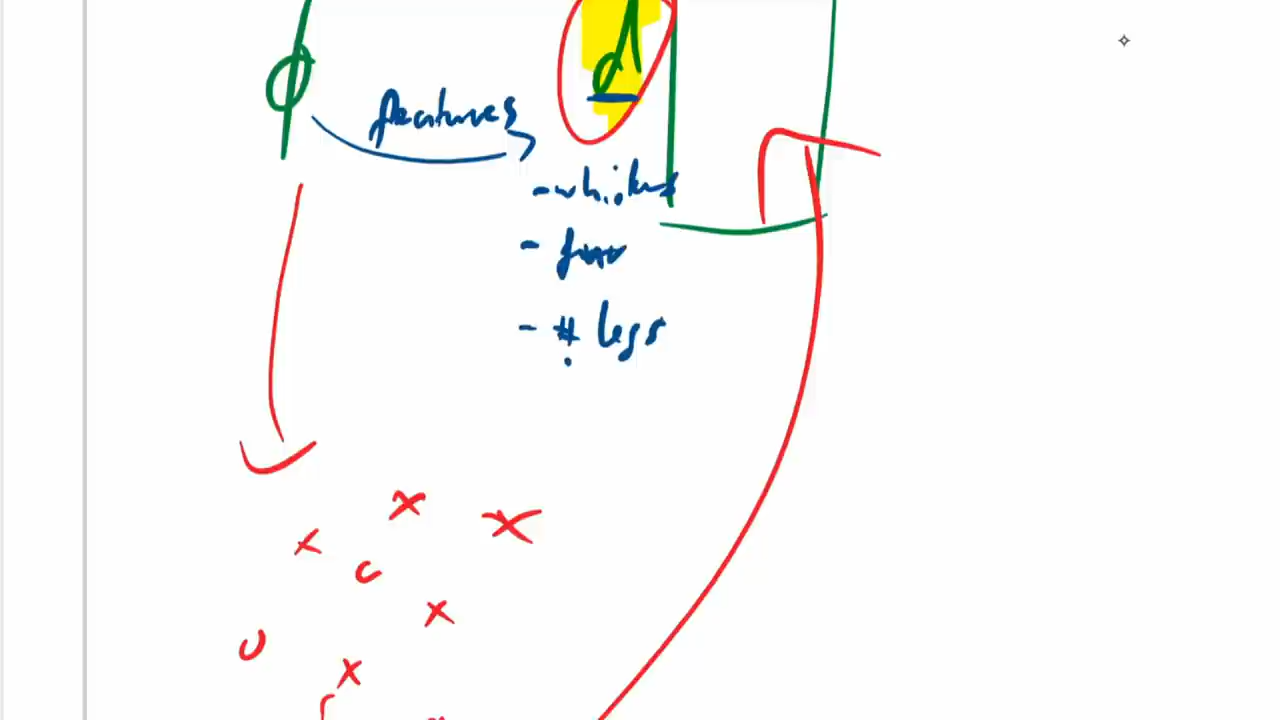 features
- whiskers
- fur
- # legs